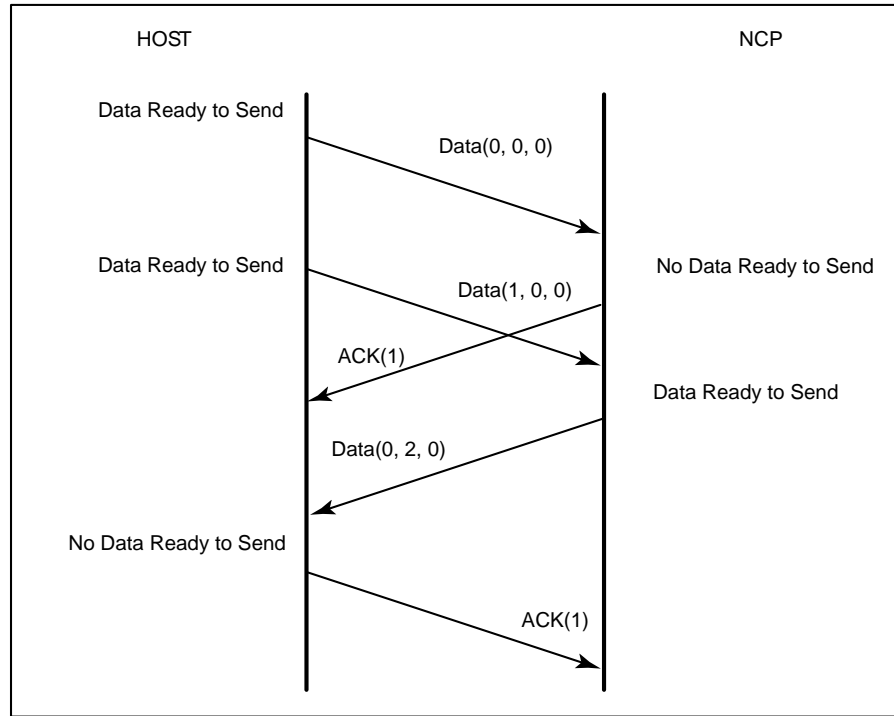 HOST
NCP
Data Ready to Send
Data(0, 0, 0)
Data Ready to Send
No Data Ready to Send
Data(1, 0, 0)
ACK(1)
Data Ready to Send
Data(0, 2, 0)
No Data Ready to Send
ACK(1)